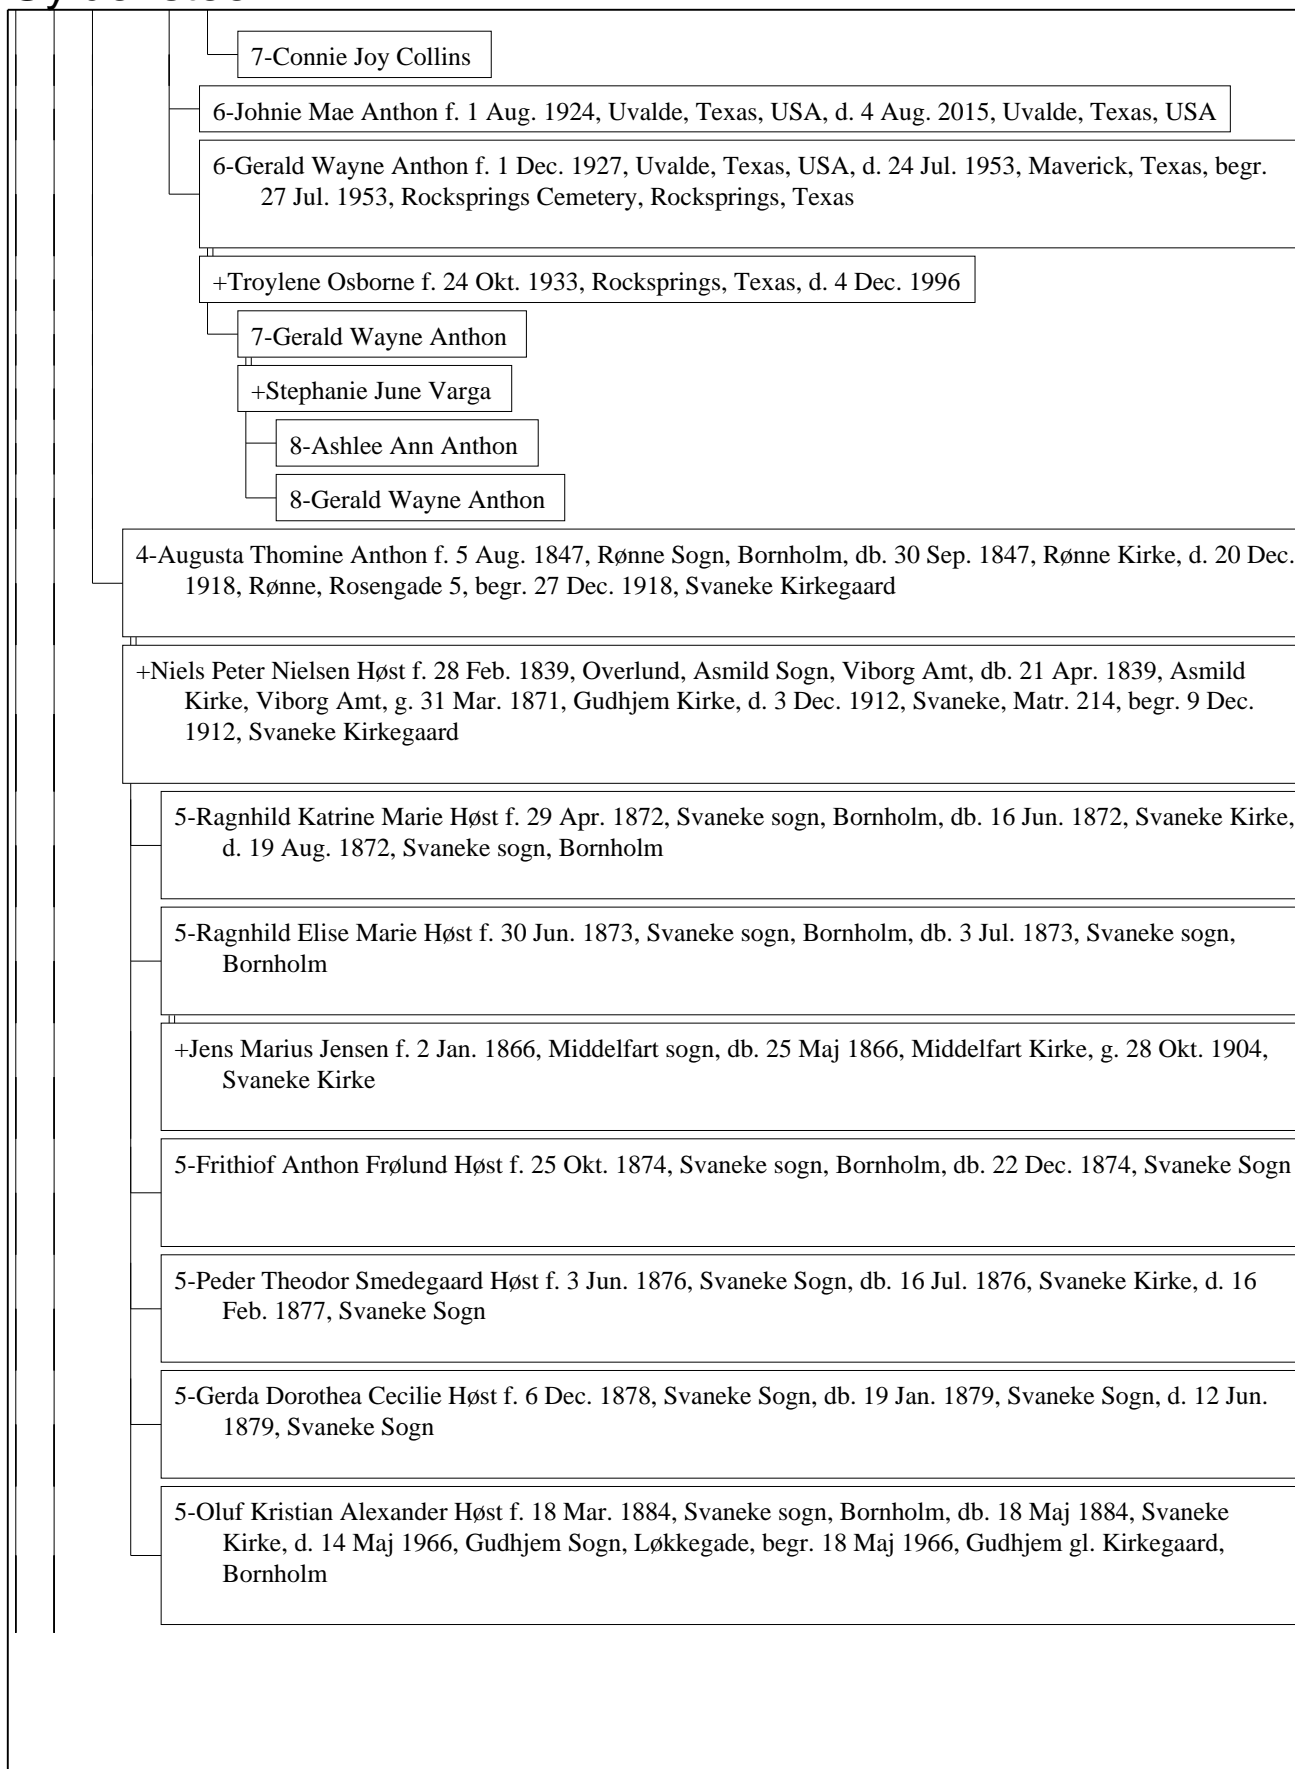 7-Connie Joy Collins
6-Johnie Mae Anthon f. 1 Aug. 1924, Uvalde, Texas, USA, d. 4 Aug. 2015, Uvalde, Texas, USA
6-Gerald Wayne Anthon f. 1 Dec. 1927, Uvalde, Texas, USA, d. 24 Jul. 1953, Maverick, Texas, begr.
27 Jul. 1953, Rocksprings Cemetery, Rocksprings, Texas
+Troylene Osborne f. 24 Okt. 1933, Rocksprings, Texas, d. 4 Dec. 1996
7-Gerald Wayne Anthon
+Stephanie June Varga
8-Ashlee Ann Anthon
8-Gerald Wayne Anthon
4-Augusta Thomine Anthon f. 5 Aug. 1847, Rønne Sogn, Bornholm, db. 30 Sep. 1847, Rønne Kirke, d. 20 Dec.
1918, Rønne, Rosengade 5, begr. 27 Dec. 1918, Svaneke Kirkegaard
+Niels Peter Nielsen Høst f. 28 Feb. 1839, Overlund, Asmild Sogn, Viborg Amt, db. 21 Apr. 1839, Asmild
Kirke, Viborg Amt, g. 31 Mar. 1871, Gudhjem Kirke, d. 3 Dec. 1912, Svaneke, Matr. 214, begr. 9 Dec.
1912, Svaneke Kirkegaard
5-Ragnhild Katrine Marie Høst f. 29 Apr. 1872, Svaneke sogn, Bornholm, db. 16 Jun. 1872, Svaneke Kirke,
d. 19 Aug. 1872, Svaneke sogn, Bornholm
5-Ragnhild Elise Marie Høst f. 30 Jun. 1873, Svaneke sogn, Bornholm, db. 3 Jul. 1873, Svaneke sogn,
Bornholm
+Jens Marius Jensen f. 2 Jan. 1866, Middelfart sogn, db. 25 Maj 1866, Middelfart Kirke, g. 28 Okt. 1904,
Svaneke Kirke
5-Frithiof Anthon Frølund Høst f. 25 Okt. 1874, Svaneke sogn, Bornholm, db. 22 Dec. 1874, Svaneke Sogn
5-Peder Theodor Smedegaard Høst f. 3 Jun. 1876, Svaneke Sogn, db. 16 Jul. 1876, Svaneke Kirke, d. 16
Feb. 1877, Svaneke Sogn
5-Gerda Dorothea Cecilie Høst f. 6 Dec. 1878, Svaneke Sogn, db. 19 Jan. 1879, Svaneke Sogn, d. 12 Jun.
1879, Svaneke Sogn
5-Oluf Kristian Alexander Høst f. 18 Mar. 1884, Svaneke sogn, Bornholm, db. 18 Maj 1884, Svaneke
Kirke, d. 14 Maj 1966, Gudhjem Sogn, Løkkegade, begr. 18 Maj 1966, Gudhjem gl. Kirkegaard,
Bornholm